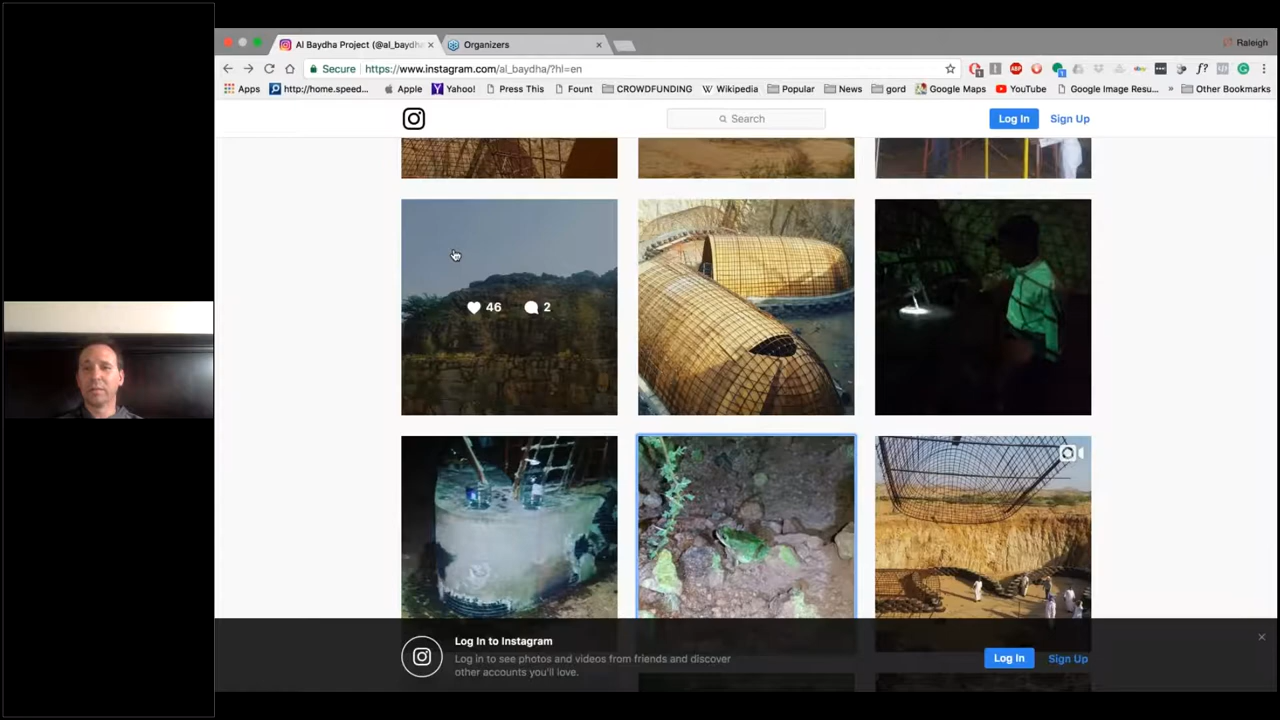 Al Baydha Project (@al_baydha
Organizers
Raleigh
Secure
https://www.instagram.com/al_baydha/?hl=en
Apps
http://home.speed...
Apple
Yahoo!
Press This
Fount
CROWDFUNDING
Wikipedia
Popular
News
gord
Google Maps
YouTube
Google Image Resu...
»
Other Bookmarks
Search
Log In
Sign Up
46
2
Log In to Instagram
Log in to see photos and videos from friends and discover
other accounts you'll love.
Log In
Sign Up